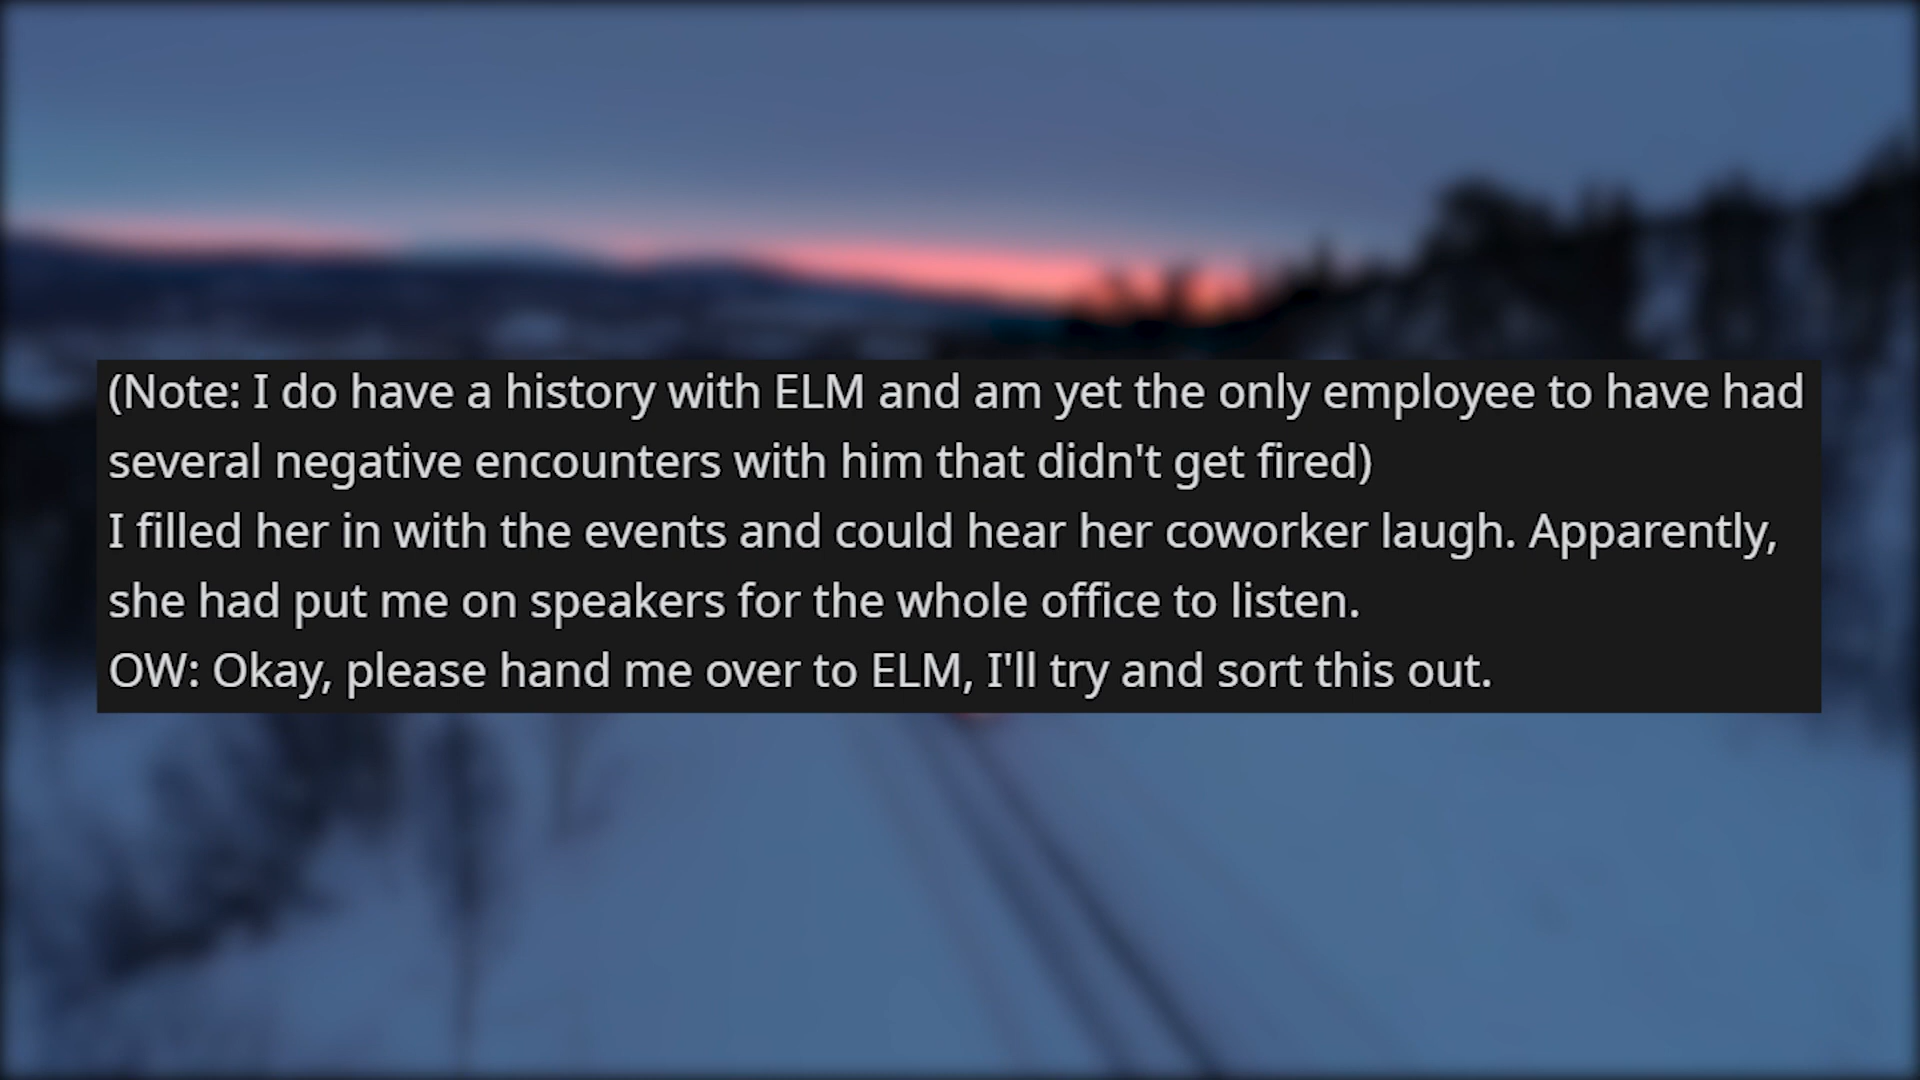 (Note: I do have a history with ELM and am yet the only employee to have had
several negative encounters with him that didn't get fired)
I filled her in with the events and could hear her coworker laugh. Apparently,
she had put me on speakers for the whole office to listen.
OW: Okay, please hand me over to ELM, I'll try and sort this out.